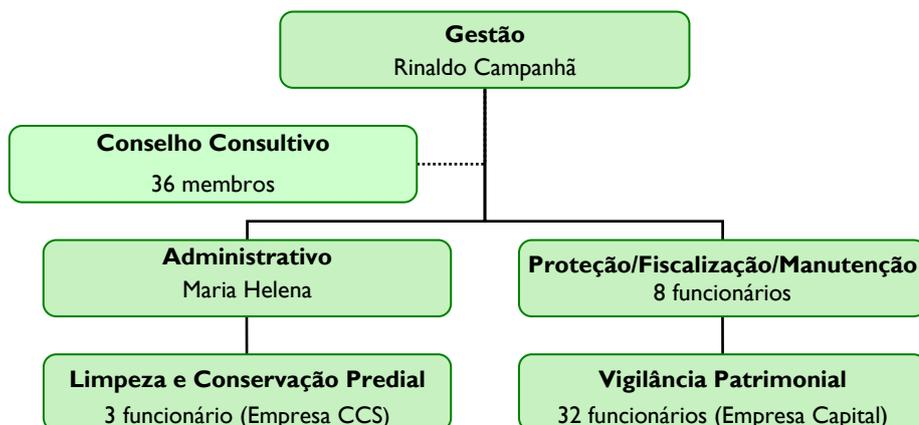 Gestão
Rinaldo Campanhã
Conselho Consultivo
36 membros
Administrativo
Maria Helena
Proteção/Fiscalização/Manutenção
8 funcionários
Limpeza e Conservação Predial
3 funcionário (Empresa CCS)
Vigilância Patrimonial
32 funcionários (Empresa Capital)